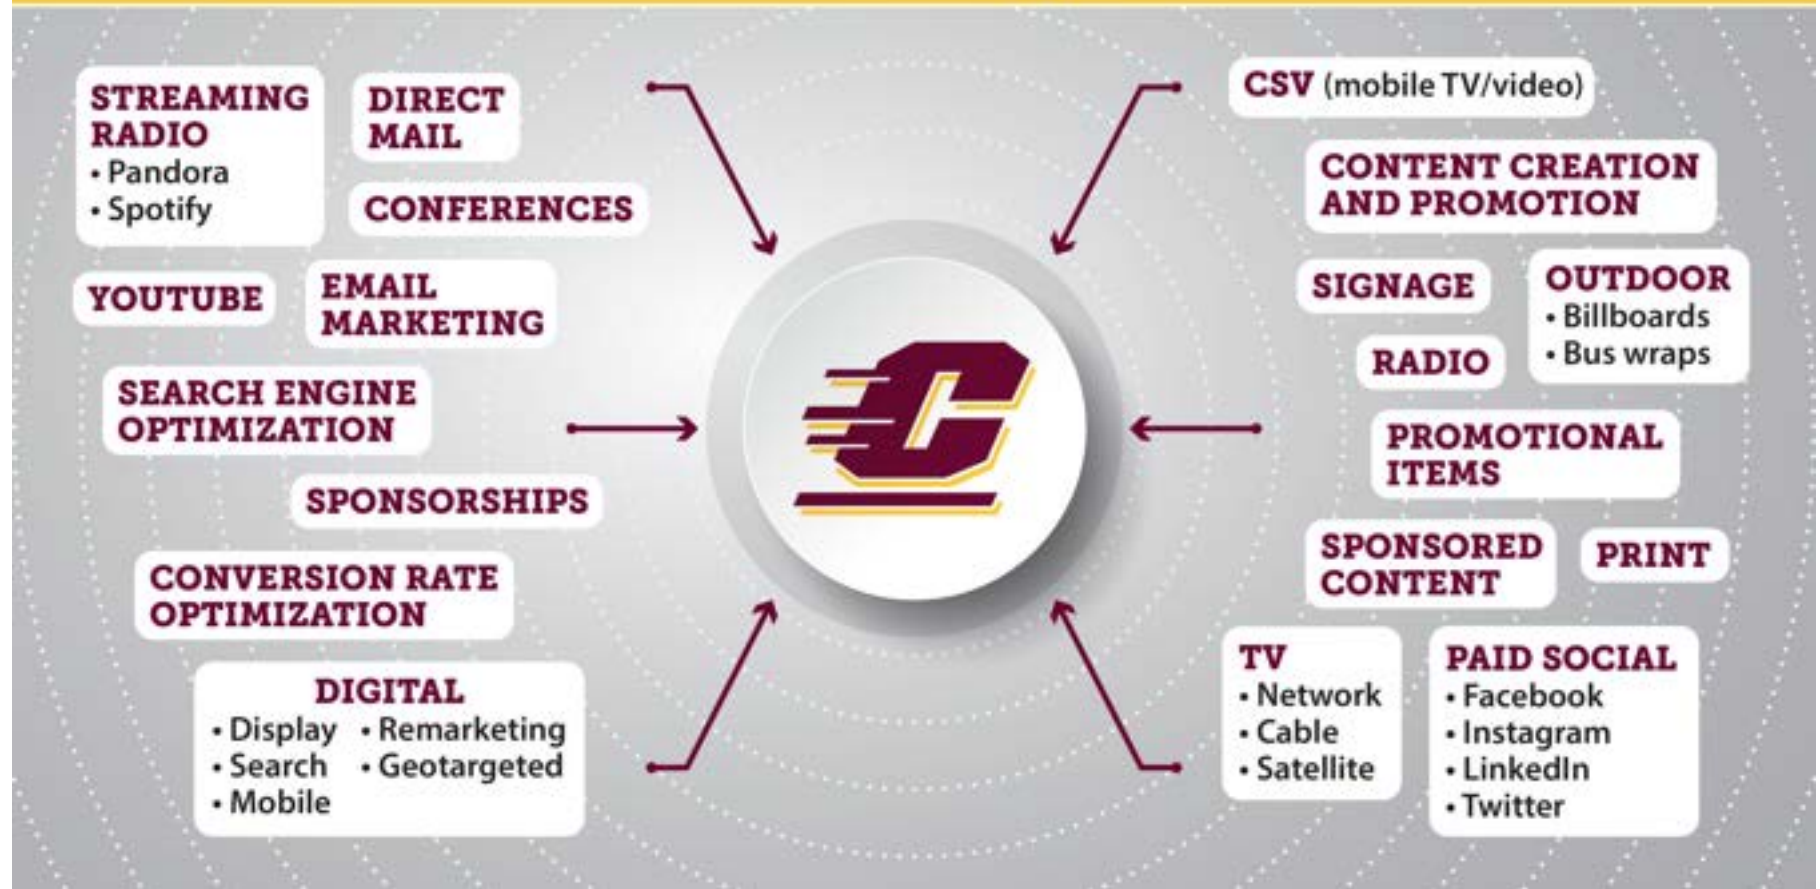 STREAMING
RADIO
• Pandora
• Spotify
DIRECT
MAIL
CONFERENCES
YOUTUBE
EMAIL
MARKETING
SEARCH ENGINE
OPTIMIZATION
SPONSORSHIPS
CONVERSION RATE
OPTIMIZATION
DIGITAL
• Display • Remarketing
• Search • Geotargeted
• Mobile
C
CSV (mobile TV/video)
CONTENT CREATION
AND PROMOTION
SIGNAGE
OUTDOOR
• Billboards
• Bus wraps
RADIO
PROMOTIONAL
ITEMS
SPONSORED
CONTENT
PRINT
TV
• Network
• Cable
• Satellite
PAID SOCIAL
• Facebook
• Instagram
• LinkedIn
• Twitter